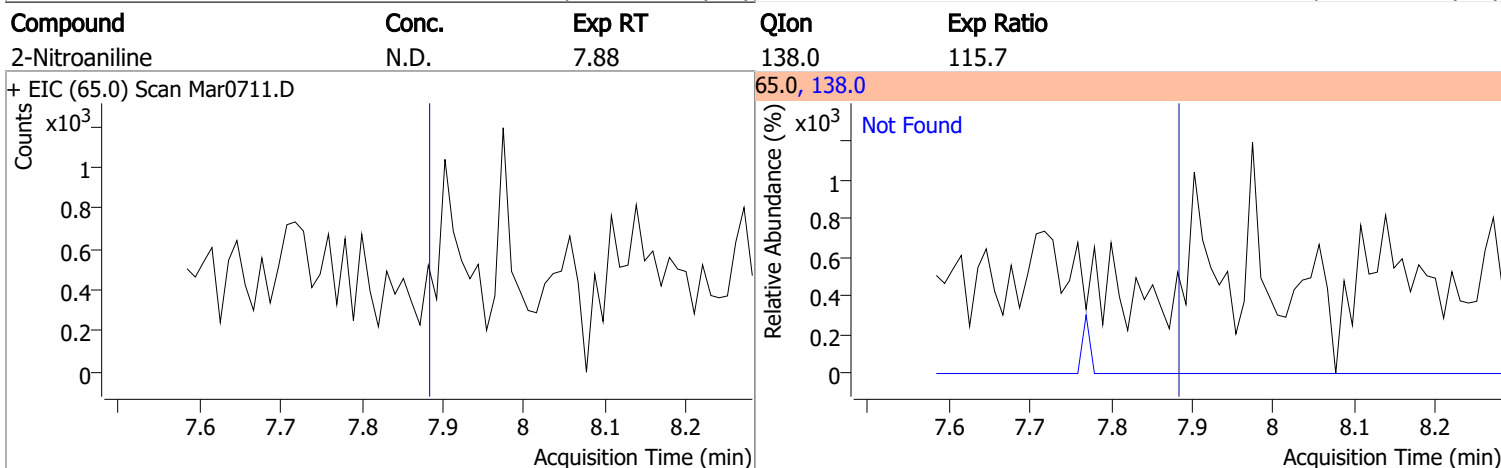 Compound Conc. Exp RT QIon Exp Ratio
2-Nitroaniline N.D. 7.88 138.0 115.7
+ EIC (65.0) Scan Mar0711.D
Counts
x10³
1
0.8
0.6
0.4
0.2
0
7.6 7.7 7.8 7.9 8 8.1 8.2
Acquisition Time (min)
65.0, 138.0
Relative Abundance (%)
x10³
Not Found
1
0.8
0.6
0.4
0.2
0
7.6 7.7 7.8 7.9 8 8.1 8.2
Acquisition Time (min)